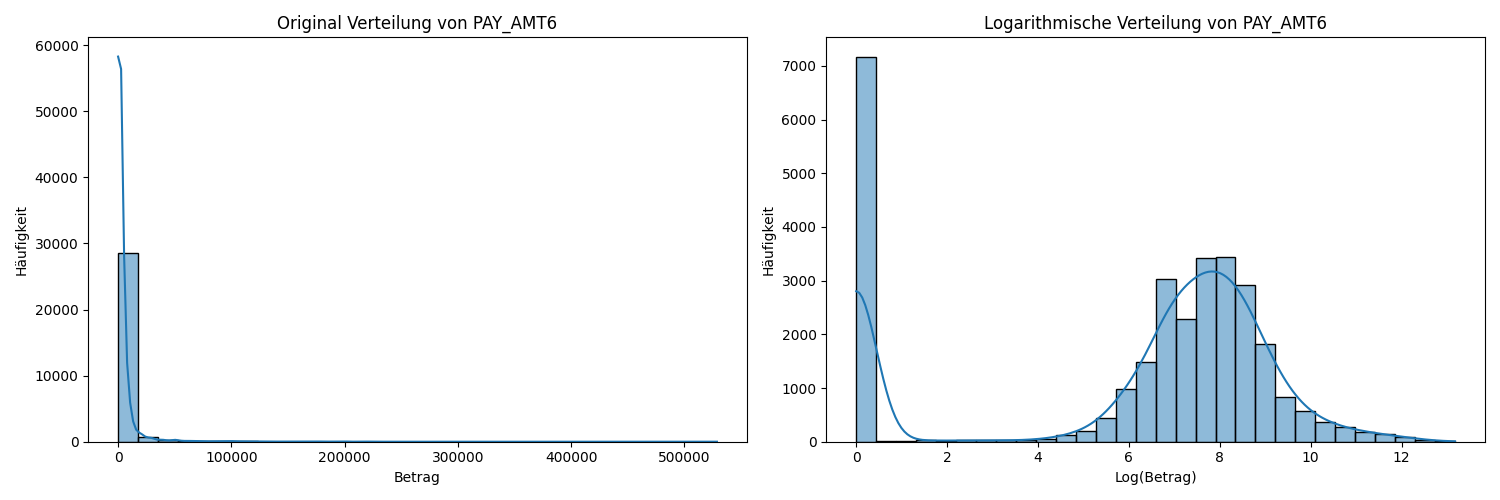 Original Verteilung von PAY_AMT6
Häufigkeit
60000
50000
40000
30000
20000
10000
0
0 100000 200000 300000 400000 500000
Betrag
Logarithmische Verteilung von PAY_AMT6
Häufigkeit
7000
6000
5000
4000
3000
2000
1000
0
0 2 4 6 8 10 12
Log(Betrag)